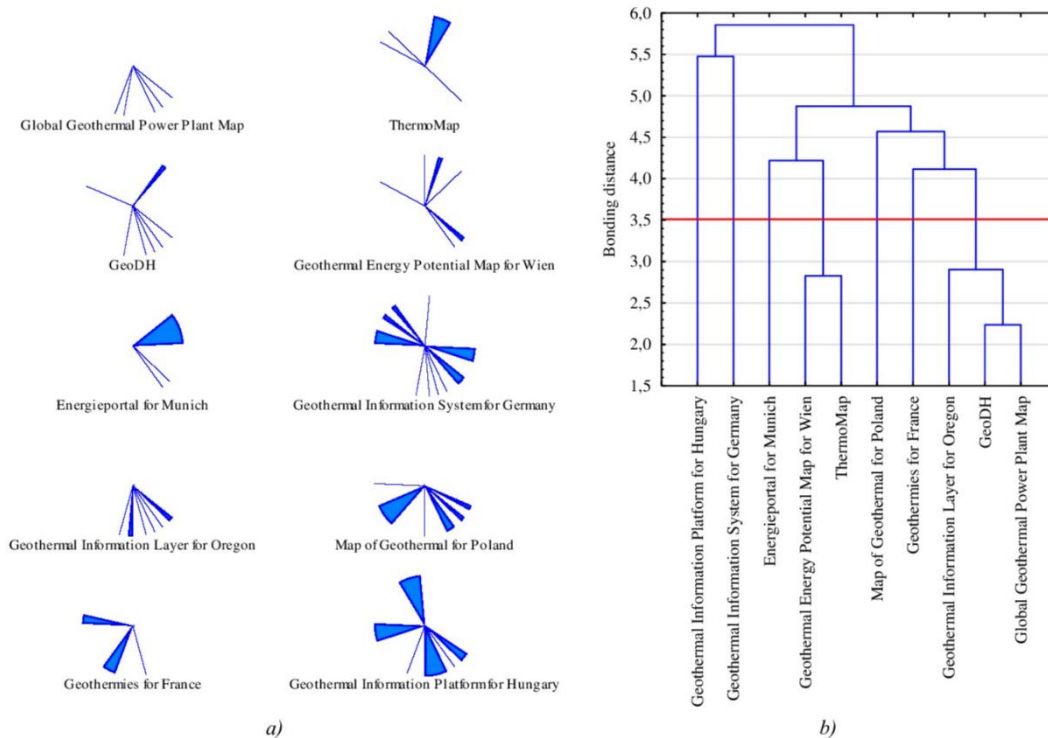 Global Geothermal Power Plant Map
ThermoMap
GeoDH
Geothermal Energy Potential Map for Wien
Energieportal for Munich
Geothermal Information System for Germany
Geothermal Information Layer for Oregon
Map of Geothermal for Poland
Geothermies for France
Geothermal Information Platform for Hungary
a)
Bonding distance
6,0
5,5
5,0
4,5
4,0
3,5
3,0
2,5
2,0
1,5
Geothermal Information Platform for Hungary
Geothermal Information System for Germany
Energieportal for Munich
Geothermal Energy Potential Map for Wien
ThermoMap
Map of Geothermal for Poland
Geothermies for France
Geothermal Information Layer for Oregon
GeoDH
Global Geothermal Power Plant Map
b)